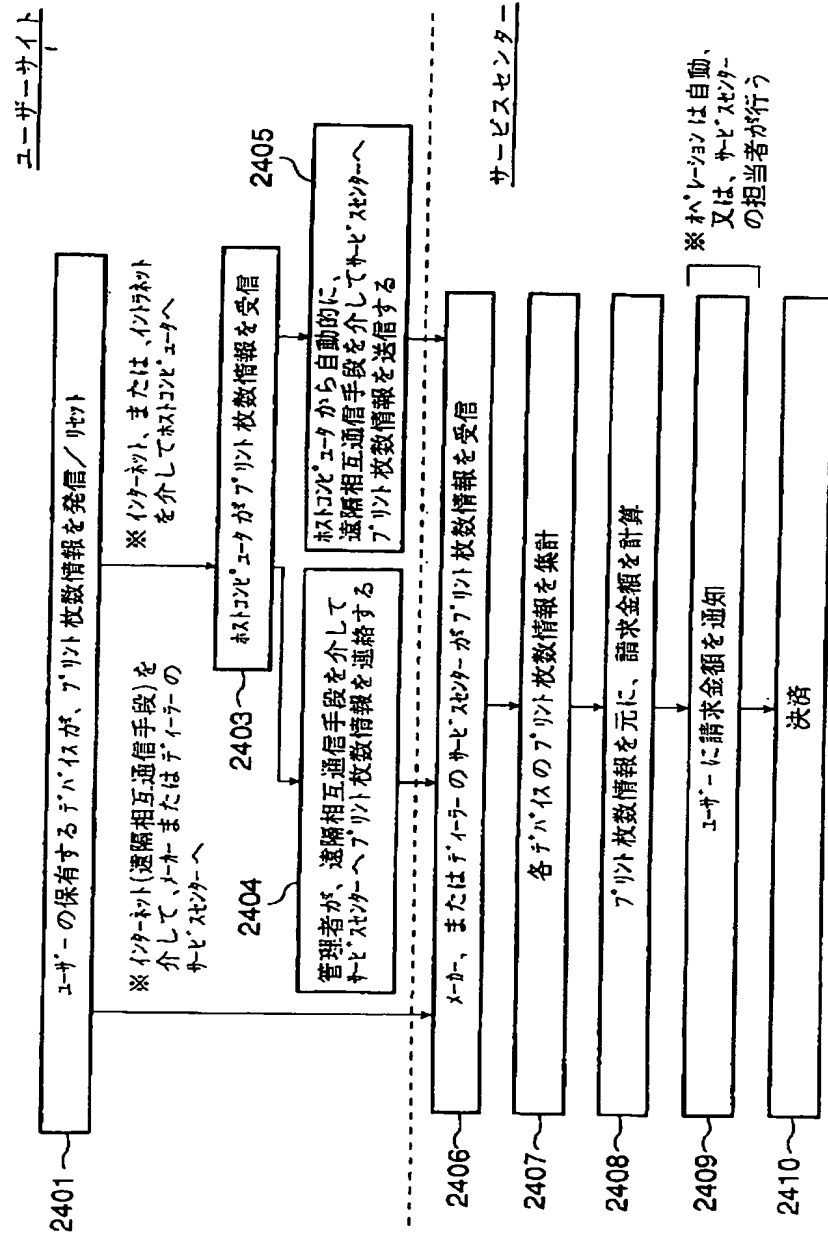 ユーザーサイト
2401
ユーザーの保有するデバイスが、プリント枚数情報を発信/リセット
※インターネット(遠隔相互通信手段)を
介して、メーカーまたはディーラーの
サービスセンターへ
※インターネット、または、イントラネット
を介してホストコンピュータへ
2403
ホストコンピュータがプリント枚数情報を受信
2404
管理者が、遠隔相互通信手段を介して
サービスセンターへプリント枚数情報を連絡する
2405
ホストコンピュータから自動的に、
遠隔相互通信手段を介してサービスセンターへ
プリント枚数情報を送信する
サービスセンター
2406
メーカー、またはディーラーのサービスセンターがプリント枚数情報を受信
2407
各デバイスのプリント枚数情報を集計
2408
プリント枚数情報を元に、請求金額を計算
2409
ユーザーに請求金額を通知
※オペレーションは自動、
又は、サービスセンター
の担当者が行う
2410
決済